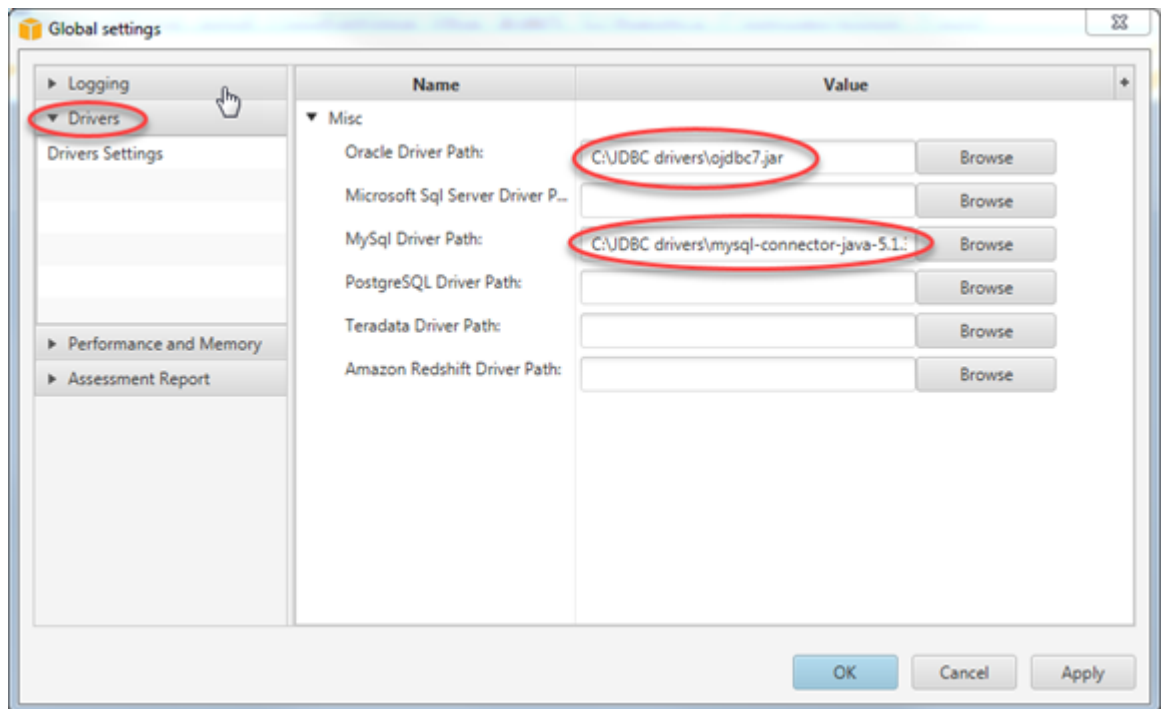 Global settings
Logging
Name
Value
Drivers
Misc
Drivers Settings
Oracle Driver Path:
C:\JDBC drivers\ojdbc7.jar
Browse
Microsoft Sql Server Driver P...
Browse
MySql Driver Path:
C:\JDBC drivers\mysql-connector-java-5.1.
Browse
PostgreSQL Driver Path:
Browse
Teradata Driver Path:
Browse
Performance and Memory
Amazon Redshift Driver Path:
Browse
Assessment Report
OK
Cancel
Apply